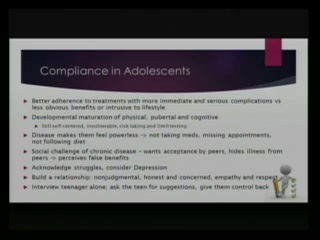 Compliance in Adolescents
Better adherence to treatments with more immediate and serious complications vs
less obvious benefits or intrusive to lifestyle
Developmental maturation of physical, pubertal and cognitive
Still self-centered, invulnerable, risk taking and limit testing
Disease makes them feel powerless -> not taking meds, missing appointments,
not following diet
Social challenge of chronic disease – wants acceptance by peers, hides illness from
peers -> perceives false benefits
Acknowledge struggles, consider Depression
Build a relationship: nonjudgmental, honest and concerned, empathy and respect
Interview teenager alone; ask the teen for suggestions, give them control back